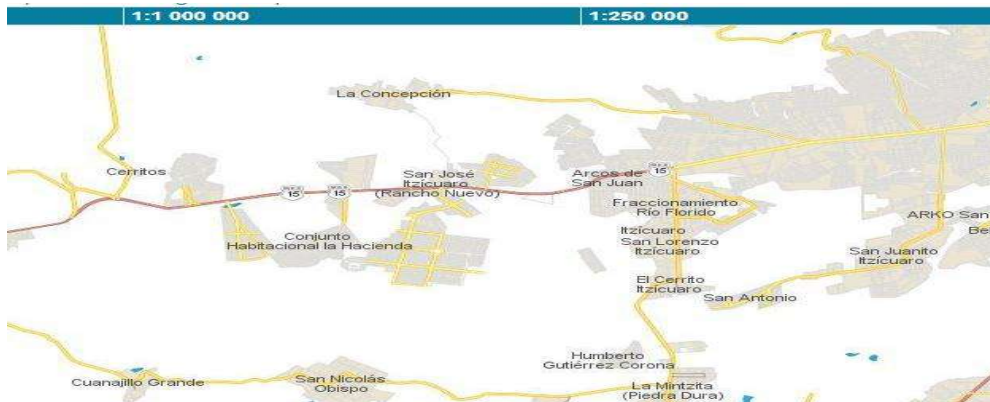 1:1 000 000
1:250 000
La Concepción
Cerritos
San José
Itzícuaro
(Rancho Nuevo)
Arcos de
San Juan
15
15
15
Fraccionamiento
Río Florido
ARKO San
Be
Itzícuaro
San Lorenzo
Itzícuaro
Conjunto
Habitacional la Hacienda
San Juanito
Itzícuaro
El Cerrito
Itzícuaro
San Antonio
Humberto
Gutiérrez Corona
Cuanajillo Grande
San Nicolás
Obispo
La Mintzita
(Piedra Dura)